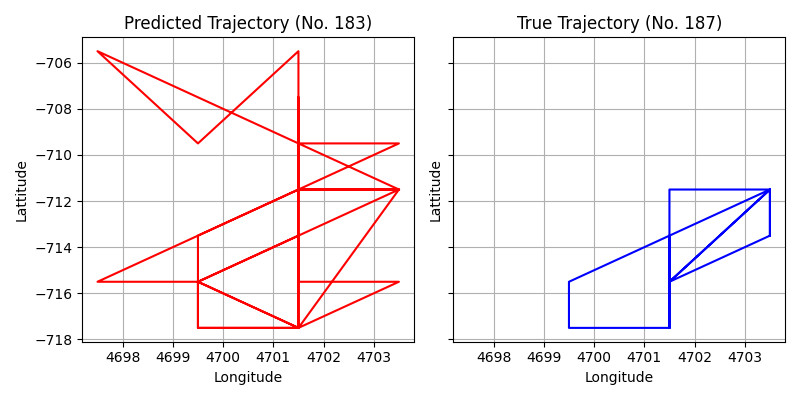 Predicted Trajectory (No. 183)
True Trajectory (No. 187)
−706
−708
−710
−712
−714
−716
−718
Lattitude
Lattitude
4698 4699 4700 4701 4702 4703
4698 4699 4700 4701 4702 4703
Longitude
Longitude